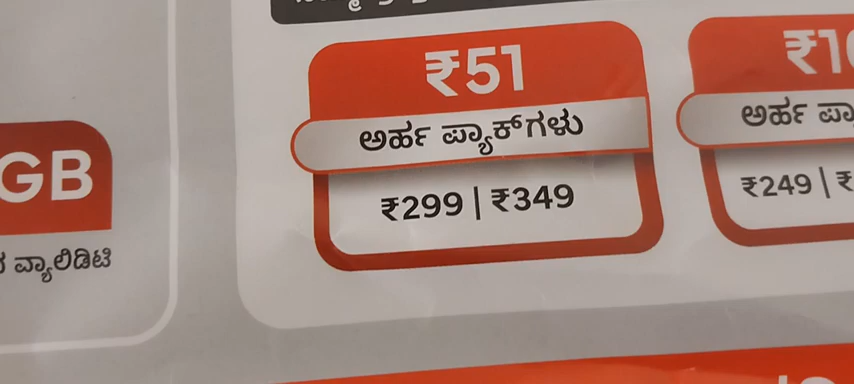 ₹51
ಅರ್ಹ ಪ್ಯಾಕ್‌ಗಳು
₹299 | ₹349
ಅರ್ಹ
₹249 |
GB
ವ್ಯಾಲಿಡಿಟಿ